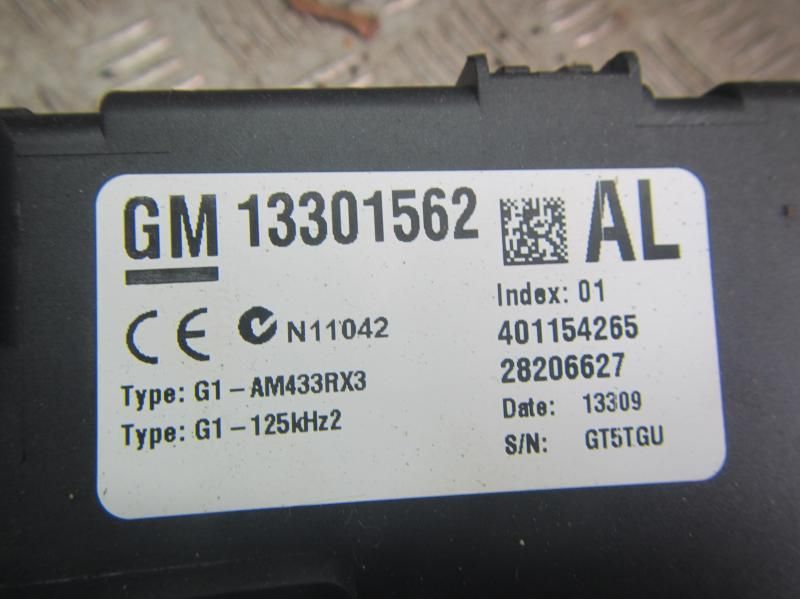 GM 13301562 AL
Index: 01
CE N11042
401154265
28206627
Type: G1-AM433RX3
Date: 13309
Type: G1-125kHz2
S/N: GT5TGU